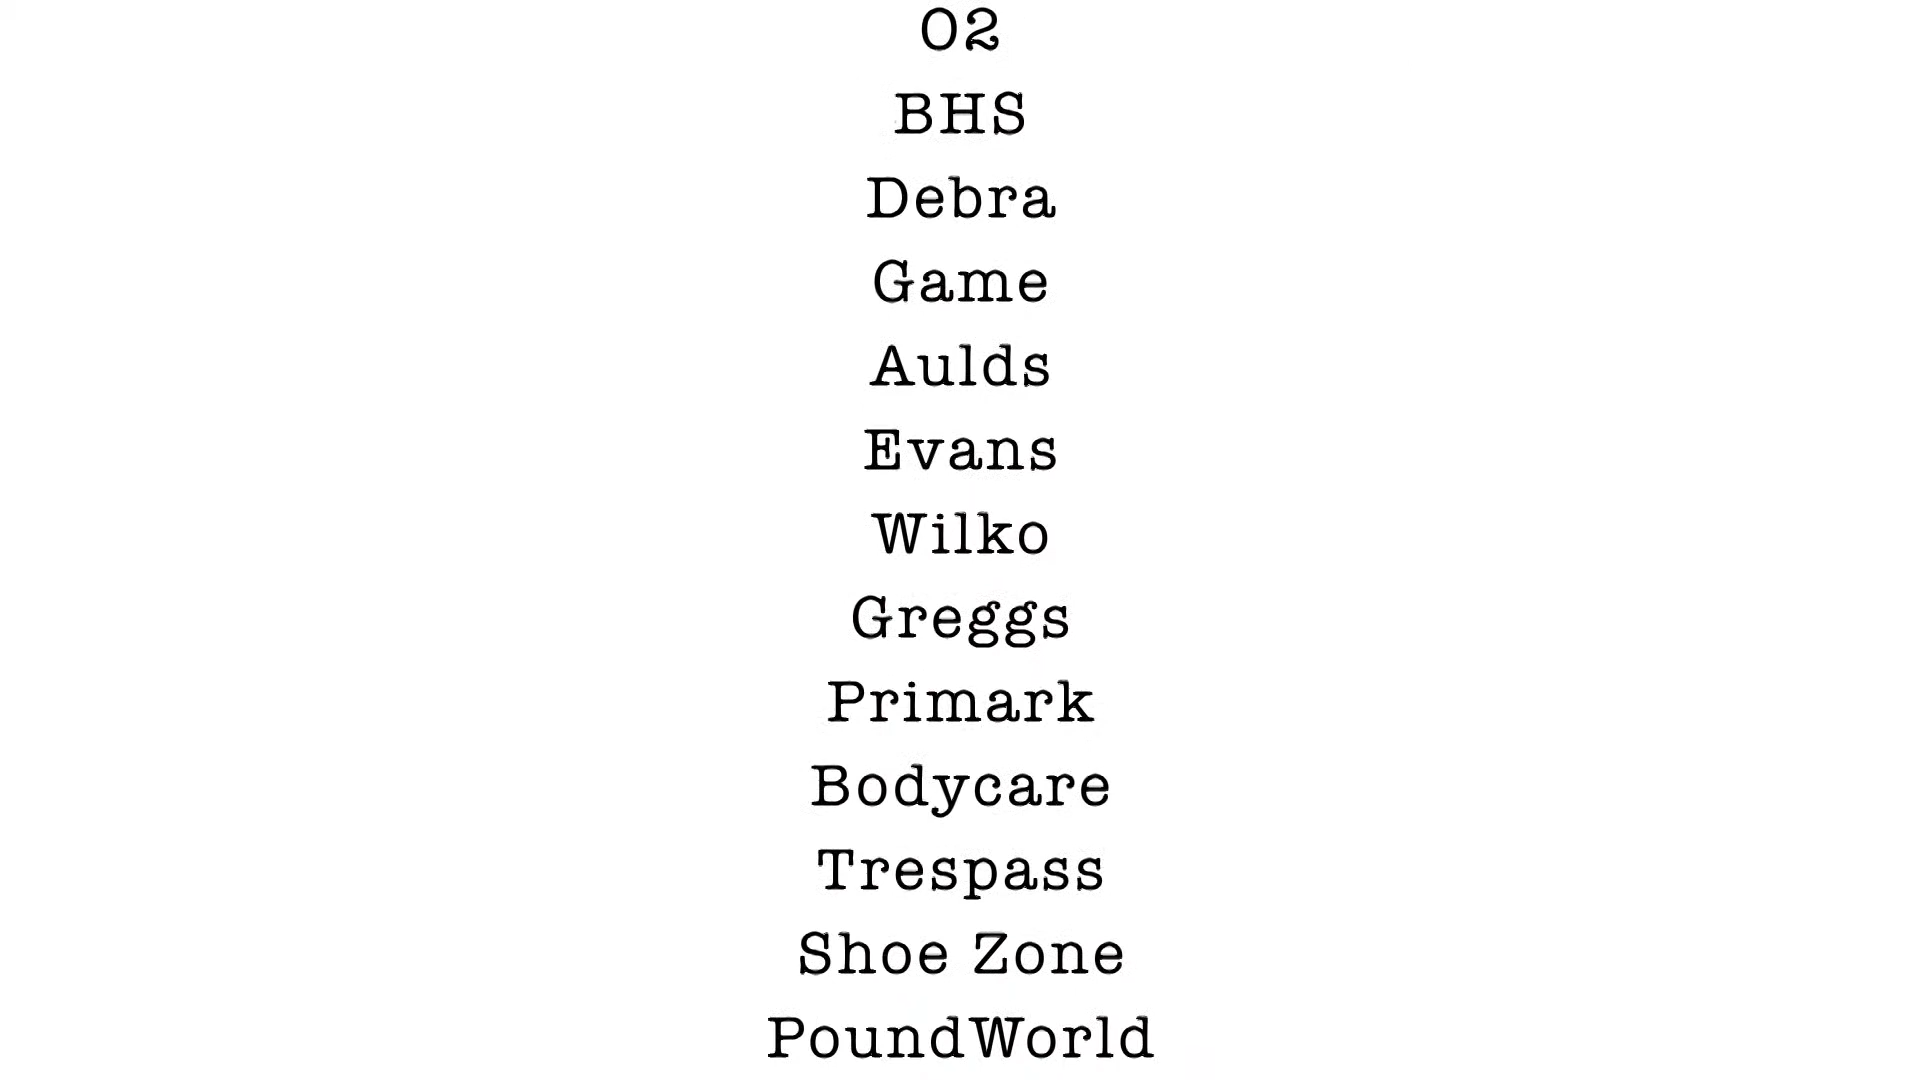 O2
BHS
Debra
Game
Aulds
Evans
Wilko
Greggs
Primark
Bodycare
Trespass
Shoe Zone
PoundWorld